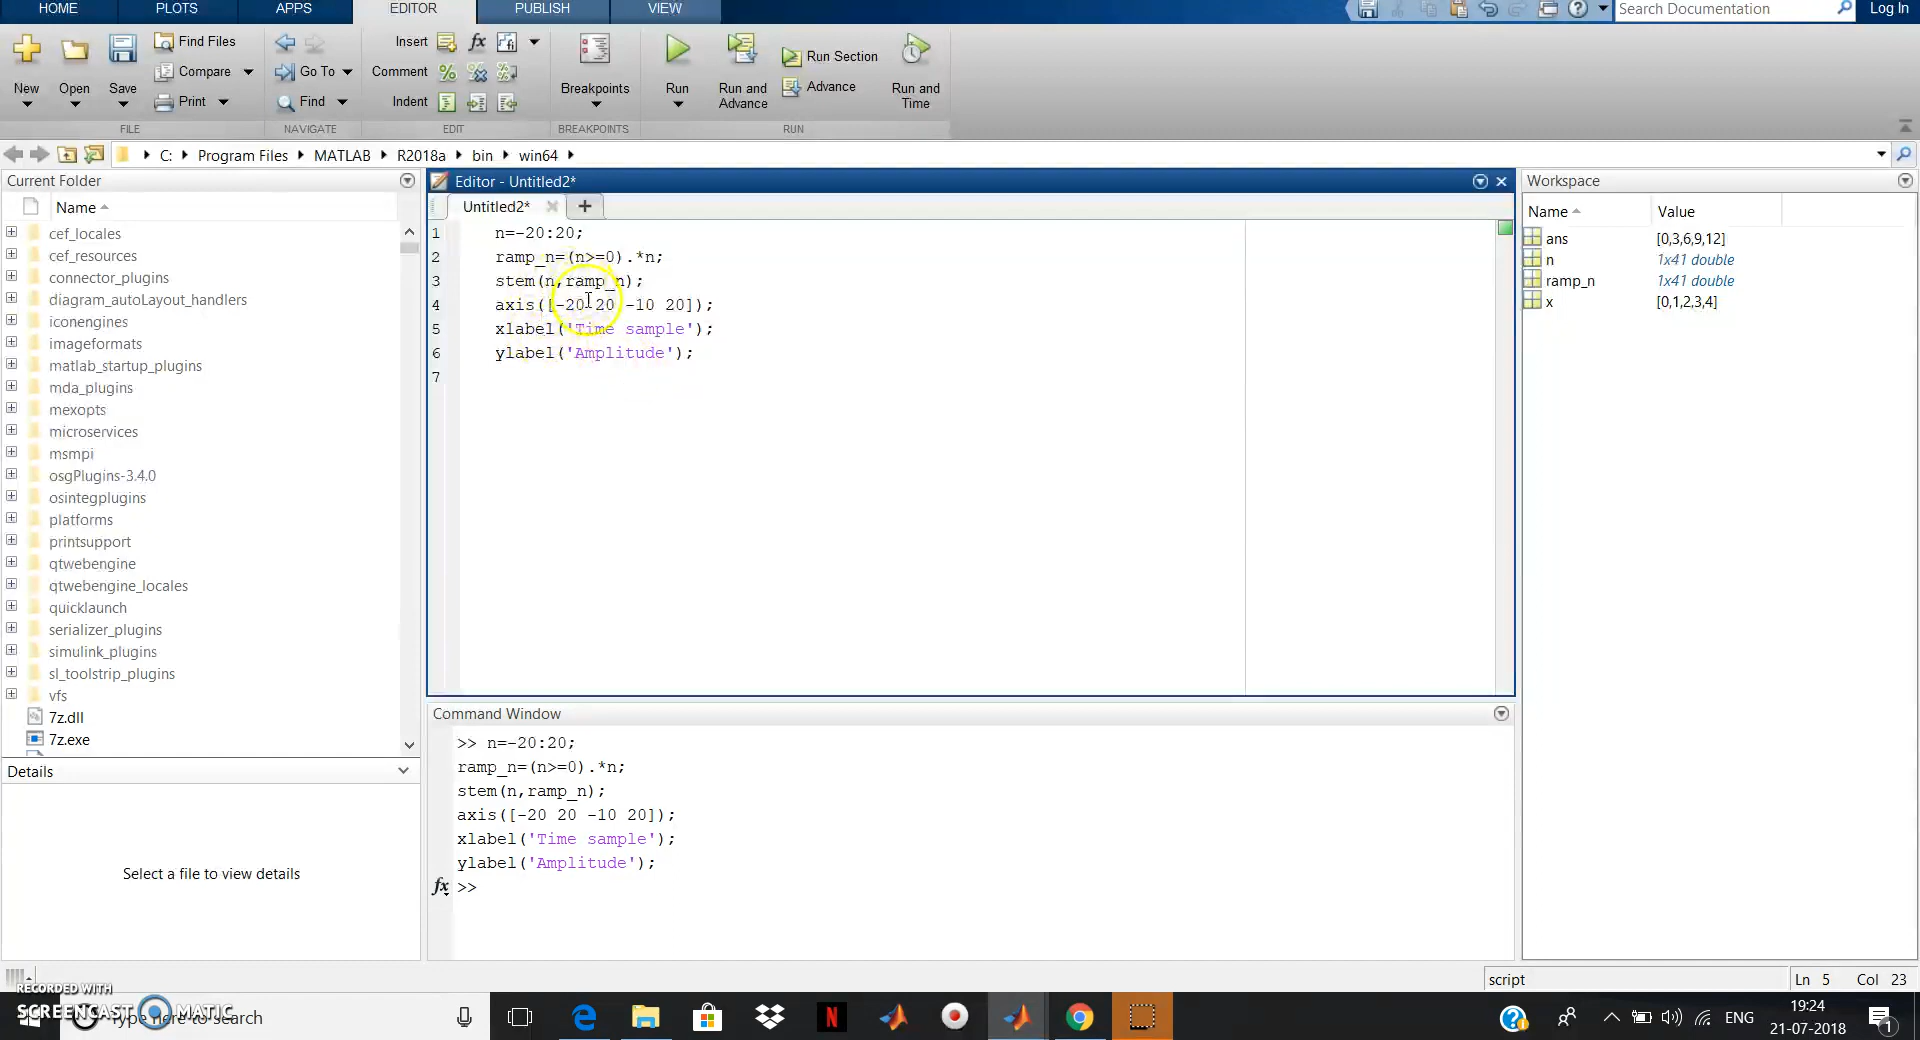 HOME PLOTS APPS EDITOR PUBLISH VIEW Search Documentation Log In
New Open Save Find Files Compare Print Go To Find Insert fx Comment Indent Breakpoints Run Run and Advance Run Section Advance Run and Time
FILE NAVIGATE EDIT BREAKPOINTS RUN
C: Program Files MATLAB R2018a bin win64
Current Folder
Name
cef_locales
cef_resources
connector_plugins
diagram_autoLayout_handlers
iconengines
imageformats
matlab_startup_plugins
mda_plugins
mexopts
microservices
msmpi
osgPlugins-3.4.0
osintegplugins
platforms
printsupport
qtwebengine
qtwebengine_locales
quicklaunch
serializer_plugins
simulink_plugins
sl_toolstrip_plugins
vfs
7z.dll
7z.exe
Details
Select a file to view details
Editor - Untitled2*
Untitled2*
1 n=-20:20;
2 ramp_n=(n>=0).*n;
3 stem(n,ramp_n);
4 axis([-20 20 -10 20]);
5 xlabel('Time sample');
6 ylabel('Amplitude');
7
Command Window
>> n=-20:20;
ramp_n=(n>=0).*n;
stem(n,ramp_n);
axis([-20 20 -10 20]);
xlabel('Time sample');
ylabel('Amplitude');
fx >>
Workspace
Name Value
ans [0,3,6,9,12]
n 1x41 double
ramp_n 1x41 double
x [0,1,2,3,4]
script Ln 5 Col 23
RECORDED WITH
SCREENCAST MATIC
Type here to search
ENG
19:24
21-07-2018
1